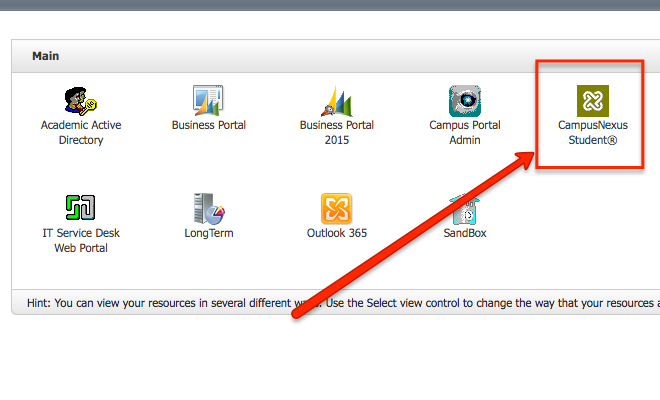 Main
Academic Active
Directory
Business Portal
Business Portal
2015
Campus Portal
Admin
CampusNexus
Student®
IT Service Desk
Web Portal
LongTerm
Outlook 365
SandBox
Hint: You can view your resources in several different Use the Select view control to change the way that your resources